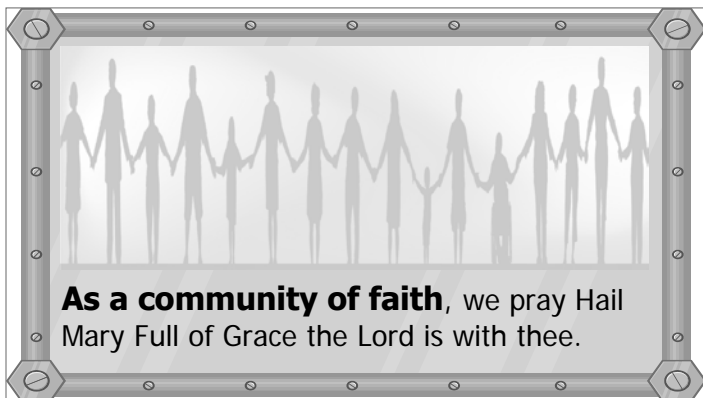 As a community of faith, we pray Hail
Mary Full of Grace the Lord is with thee.